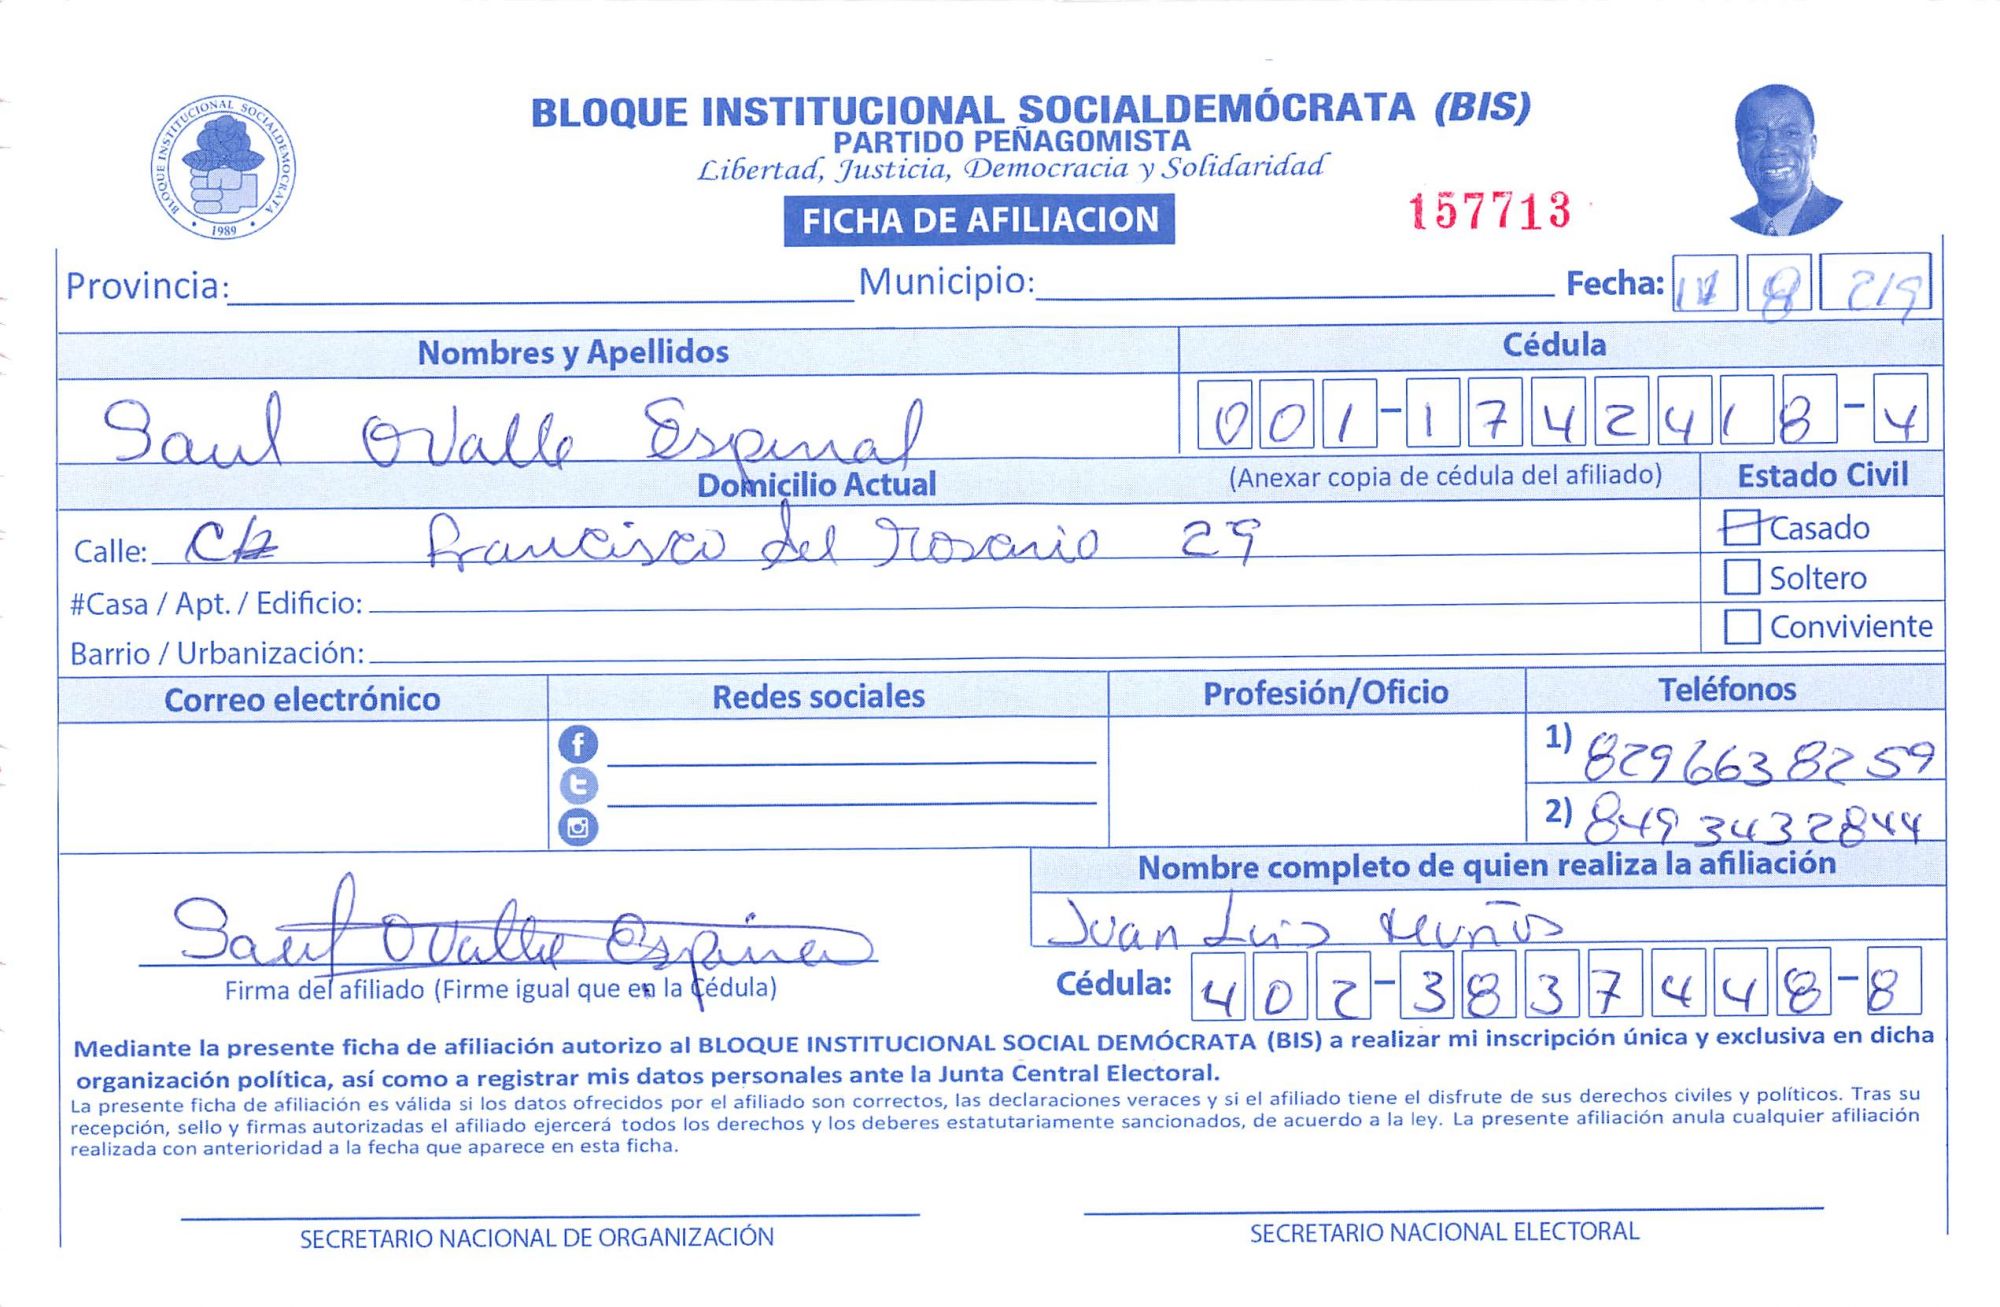 BLOQUE INSTITUCIONAL SOCIALDEMOCRATA
1989
BLOQUE INSTITUCIONAL SOCIALDEMÓCRATA (BIS)
PARTIDO PEÑAGOMISTA
Libertad, Justicia, Democracia y Solidaridad
FICHA DE AFILIACION
157713
Provincia: Municipio: Fecha: 8
Nombres y Apellidos Cédula
Saul Ovalle Espinal 001-1742418-4
Domicilio Actual (Anexar copia de cédula del afiliado) Estado Civil
Calle: Francisco del Rosario 29 Casado
#Casa / Apt. / Edificio: Soltero
Barrio / Urbanización: Conviviente
Correo electrónico Redes sociales Profesión/Oficio Teléfonos
1) 8296638259
2) 8493432844
Nombre completo de quien realiza la afiliación
Saul Ovalle Espinal Juan Luis Muñós
Firma del afiliado (Firme igual que en la Cédula) Cédula: 402-3837448-8
Mediante la presente ficha de afiliación autorizo al BLOQUE INSTITUCIONAL SOCIAL DEMÓCRATA (BIS) a realizar mi inscripción única y exclusiva en dicha
organización política, así como a registrar mis datos personales ante la Junta Central Electoral.
La presente ficha de afiliación es válida si los datos ofrecidos por el afiliado son correctos, las declaraciones veraces y si el afiliado tiene el disfrute de sus derechos civiles y políticos. Tras su
recepción, sello y firmas autorizadas el afiliado ejercerá todos los derechos y los deberes estatutariamente sancionados, de acuerdo a la ley. La presente afiliación anula cualquier afiliación
realizada con anterioridad a la fecha que aparece en esta ficha.
SECRETARIO NACIONAL DE ORGANIZACIÓN SECRETARIO NACIONAL ELECTORAL